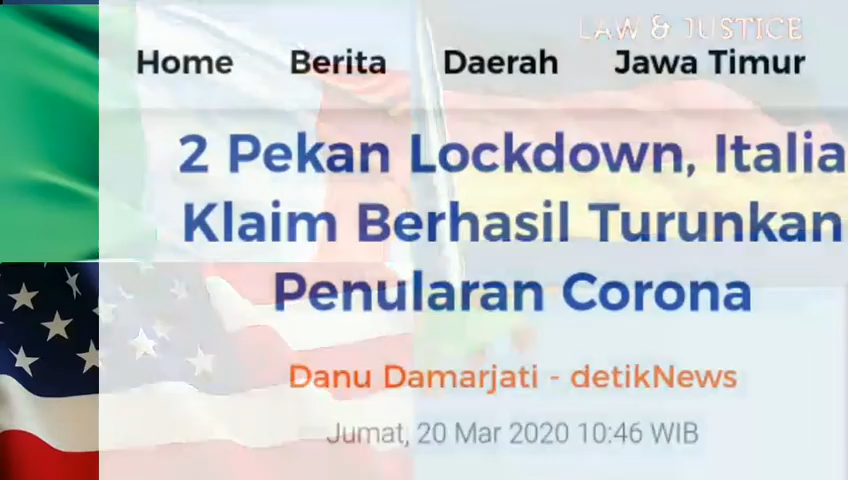 LAW & JUSTICE
Home Berita Daerah Jawa Timur
2 Pekan Lockdown, Italia
Klaim Berhasil Turunkan
Penularan Corona
Danu Damarjati - detikNews
Jumat, 20 Mar 2020 10:46 WIB